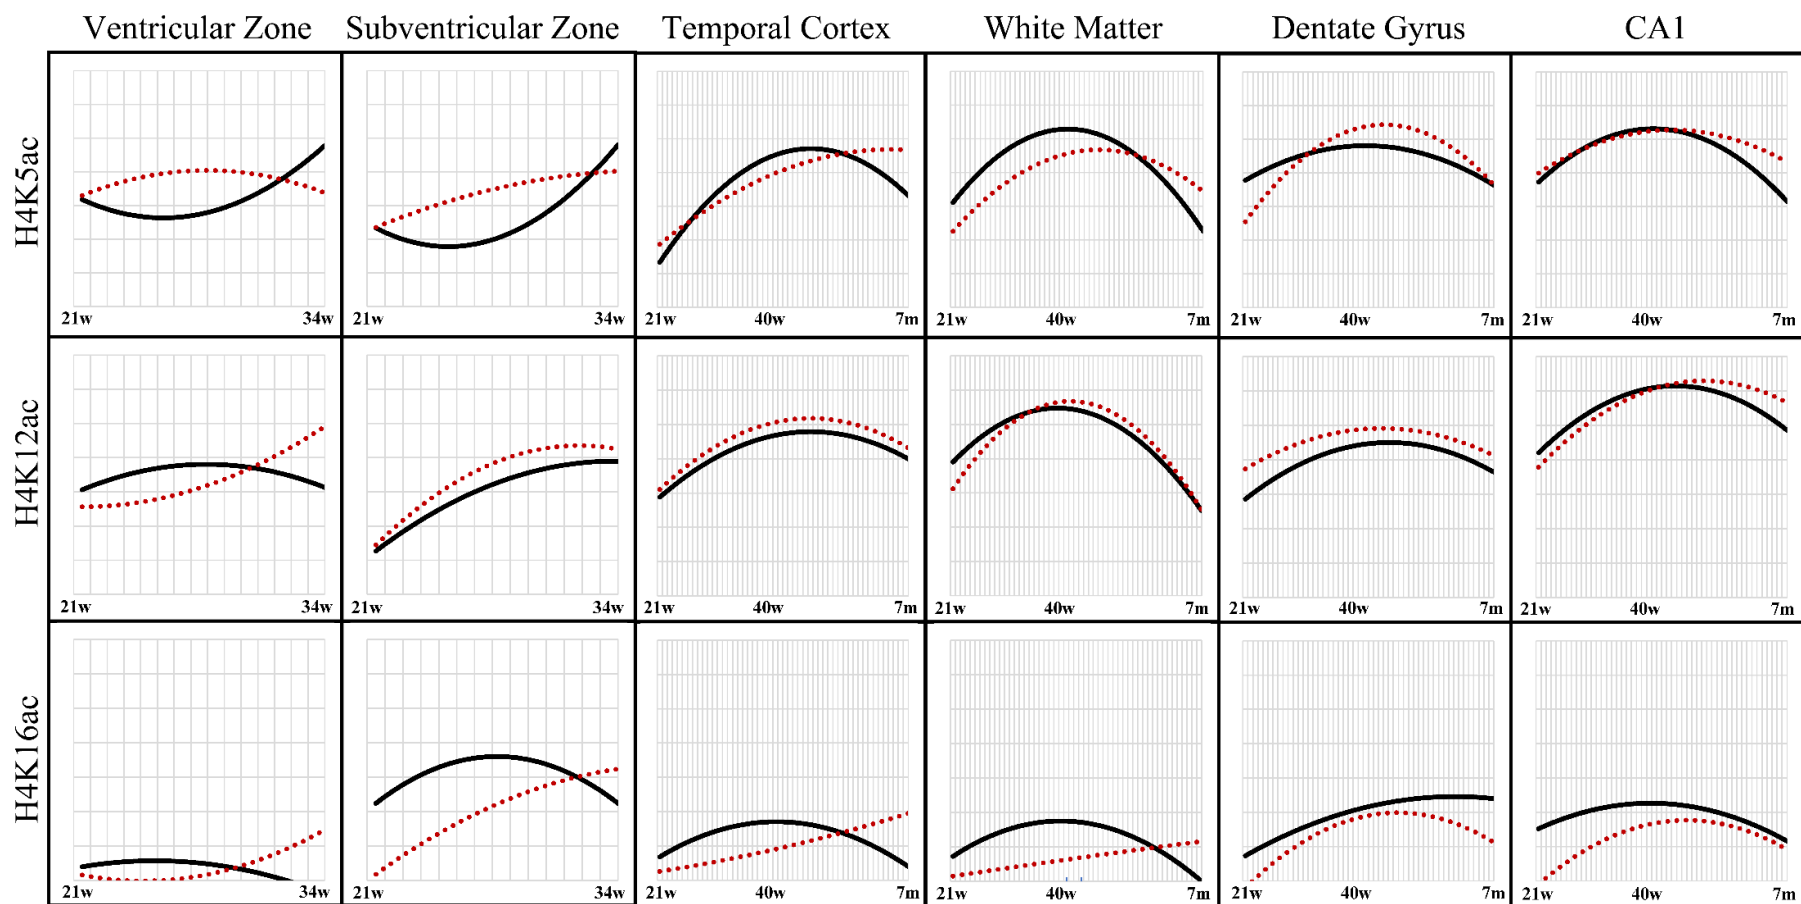 Ventricular Zone Subventricular Zone Temporal Cortex White Matter Dentate Gyrus CA1
H4K5ac
21w 34w 21w 34w 21w 40w 7m 21w 40w 7m 21w 40w 7m 21w 40w 7m
H4K12ac
21w 34w 21w 34w 21w 40w 7m 21w 40w 7m 21w 40w 7m 21w 40w 7m
H4K16ac
21w 34w 21w 34w 21w 40w 7m 21w 40w 7m 21w 40w 7m 21w 40w 7m